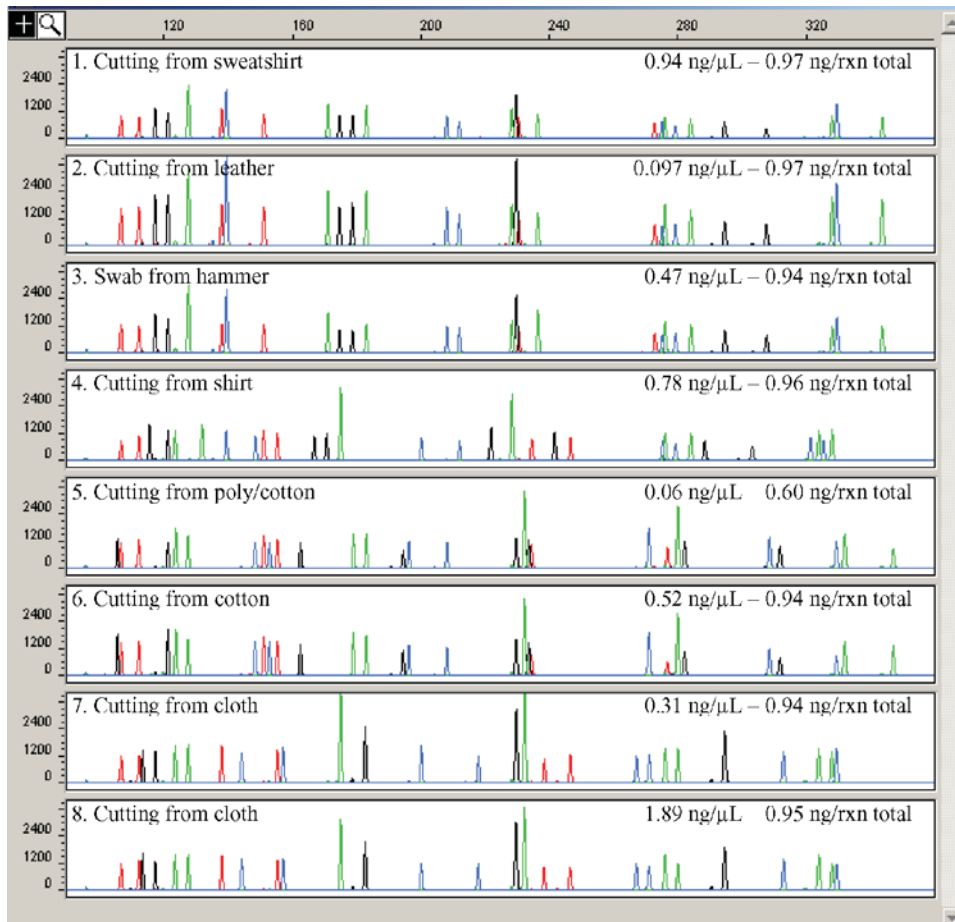 120 160 200 240 280 320
1. Cutting from sweatshirt 0.94 ng/µL – 0.97 ng/rxn total
2400
1200
0
2. Cutting from leather 0.097 ng/µL – 0.97 ng/rxn total
2400
1200
0
3. Swab from hammer 0.47 ng/µL – 0.94 ng/rxn total
2400
1200
0
4. Cutting from shirt 0.78 ng/µL – 0.96 ng/rxn total
2400
1200
0
5. Cutting from poly/cotton 0.06 ng/µL 0.60 ng/rxn total
2400
1200
0
6. Cutting from cotton 0.52 ng/µL – 0.94 ng/rxn total
2400
1200
0
7. Cutting from cloth 0.31 ng/µL – 0.94 ng/rxn total
2400
1200
0
8. Cutting from cloth 1.89 ng/µL 0.95 ng/rxn total
2400
1200
0